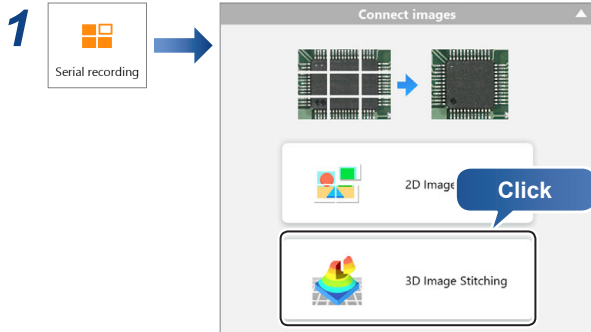 1
Serial recording
Connect images
2D Image
Click
3D Image Stitching